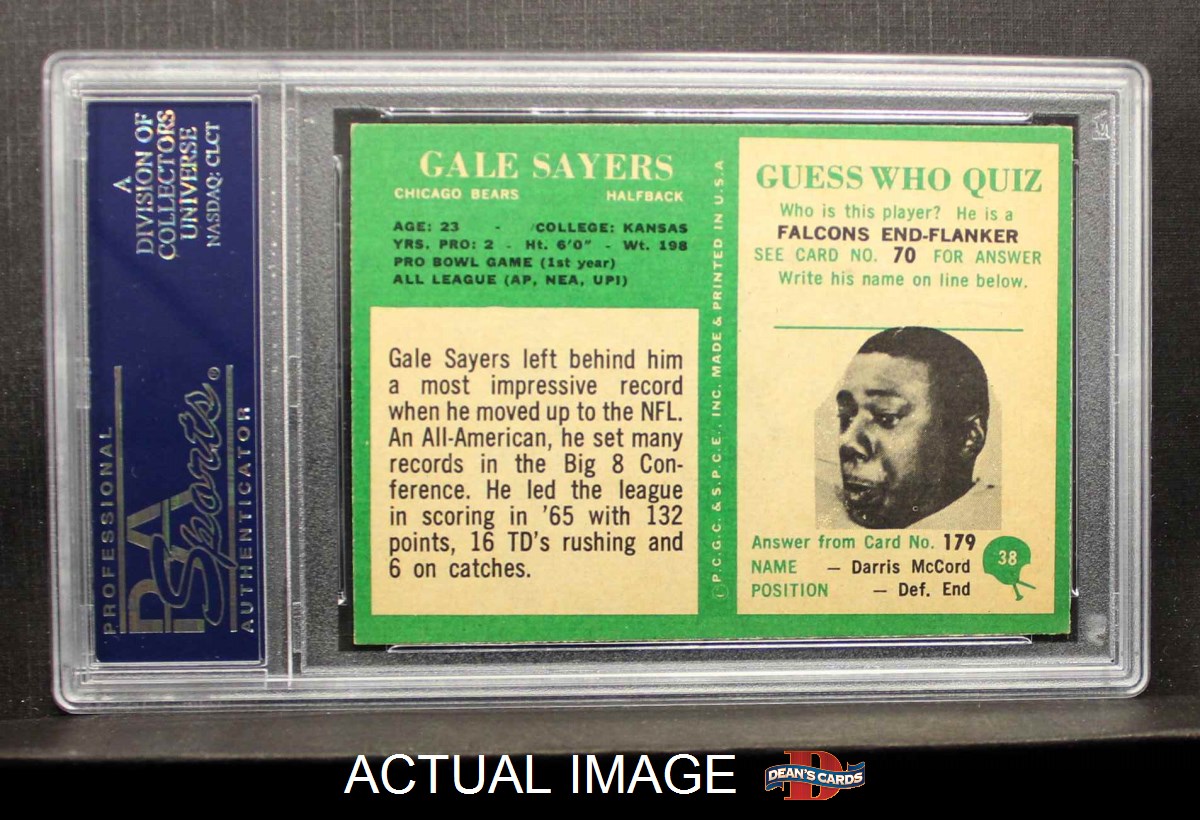 A
DIVISION OF
COLLECTORS
UNIVERSE
NASDAQ: CLCT
PROFESSIONAL
PSA
Sports®
AUTHENTICATOR
GALE SAYERS
CHICAGO BEARS HALFBACK
AGE: 23 - COLLEGE: KANSAS
YRS. PRO: 2 - Ht. 6'0" - Wt. 198
PRO BOWL GAME (1st year)
ALL LEAGUE (AP, NEA, UPI)
Gale Sayers left behind him
a most impressive record
when he moved up to the NFL.
An All-American, he set many
records in the Big 8 Con-
ference. He led the league
in scoring in '65 with 132
points, 16 TD's rushing and
6 on catches.
©P.C.G.C. & S.P.C.E., INC. MADE & PRINTED IN U.S.A
GUESS WHO QUIZ
Who is this player? He is a
FALCONS END-FLANKER
SEE CARD NO. 70 FOR ANSWER
Write his name on line below.
Answer from Card No. 179
NAME — Darris McCord
POSITION — Def. End
38
ACTUAL IMAGE
DEAN'S CARDS